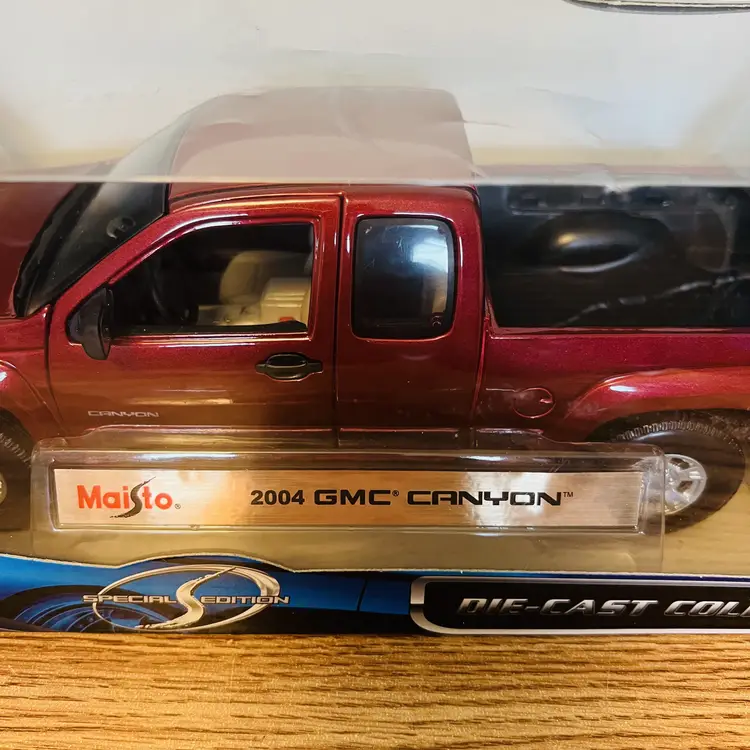 CANYON
Maisto® 2004 GMC® CANYON™
SPECIAL S EDITION
DIE-CAST COLL